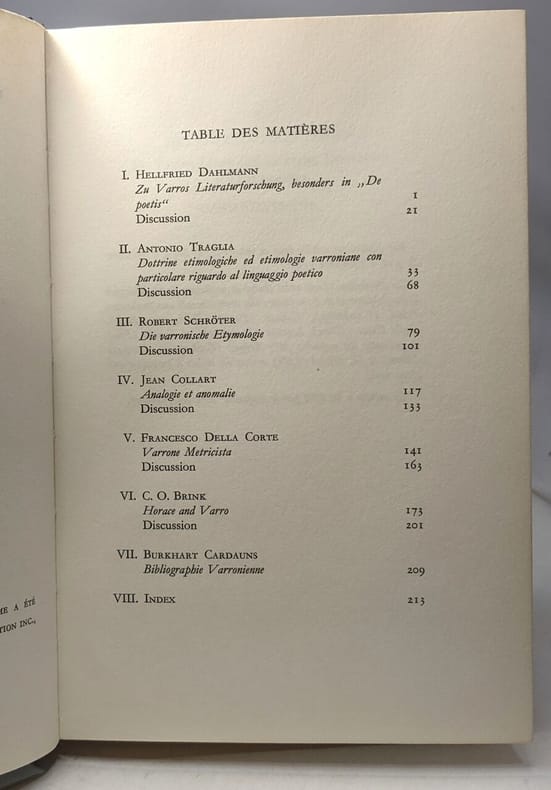 TABLE DES MATIÈRES
I. HELLFRIED DAHLMANN
Zu Varros Literaturforschung, besonders in „De
poetis“ 1
Discussion 21
II. ANTONIO TRAGLIA
Dottrine etimologiche ed etimologie varroniane con
particolare riguardo al linguaggio poetico 33
Discussion 68
III. ROBERT SCHRÖTER
Die varronische Etymologie 79
Discussion 101
IV. JEAN COLLART
Analogie et anomalie 117
Discussion 133
V. FRANCESCO DELLA CORTE
Varrone Metricista 141
Discussion 163
VI. C. O. BRINK
Horace and Varro 173
Discussion 201
VII. BURKHART CARDAUNS
Bibliographie Varronienne 209
VIII. INDEX 213
A ÉTÉ
INC.,